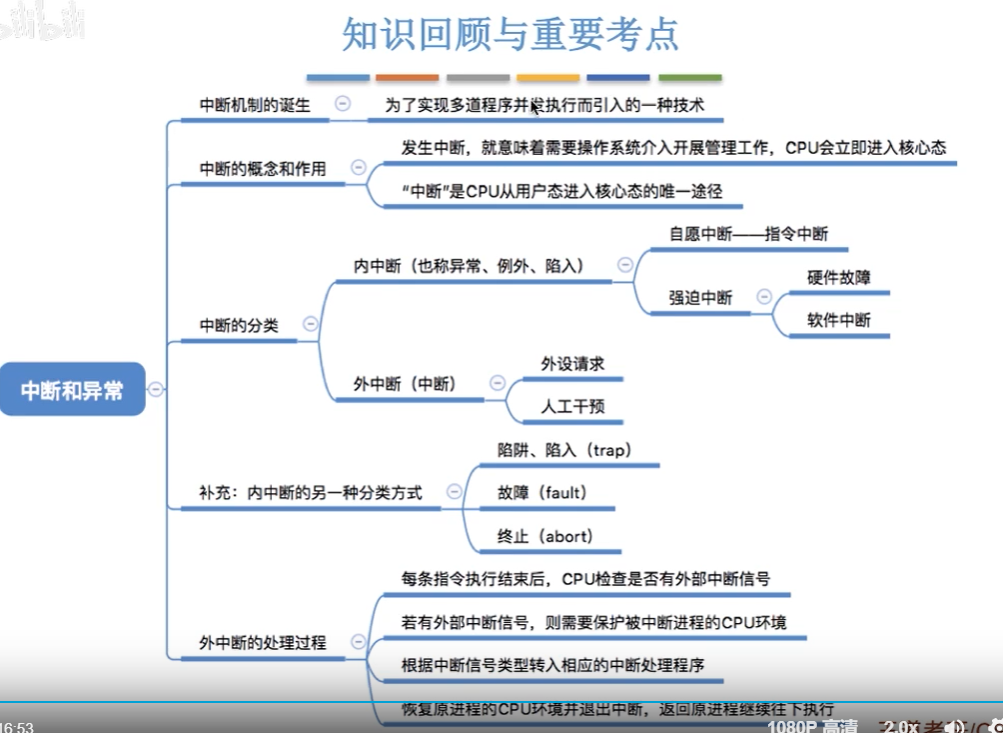 知识回顾与重要考点
中断机制的诞生
为了实现多道程序并发执行而引入的一种技术
中断的概念和作用
发生中断，就意味着需要操作系统介入开展管理工作，CPU会立即进入核心态
“中断”是CPU从用户态进入核心态的唯一途径
中断和异常
中断的分类
内中断（也称异常、例外、陷入）
自愿中断——指令中断
强迫中断
硬件故障
软件中断
外中断（中断）
外设请求
人工干预
补充：内中断的另一种分类方式
陷阱、陷入（trap）
故障（fault）
终止（abort）
外中断的处理过程
每条指令执行结束后，CPU检查是否有外部中断信号
若有外部中断信号，则需要保护被中断进程的CPU环境
根据中断信号类型转入相应的中断处理程序
恢复原进程的CPU环境并退出中断，返回原进程继续往下执行
16:53
1080P 高清
2.0x